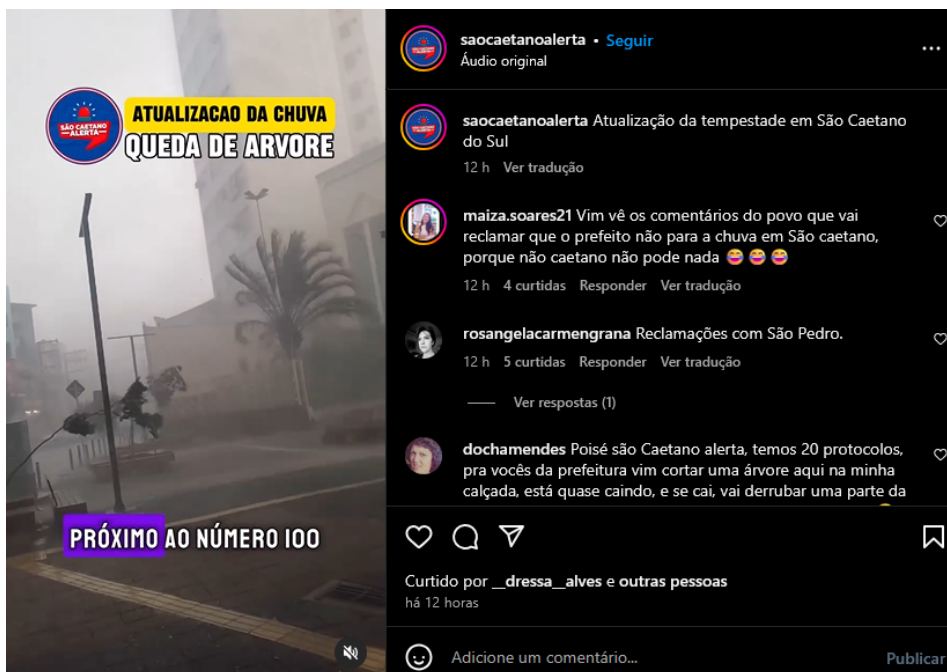 SÃO CAETANO
ALERTA
ATUALIZACAO DA CHUVA
QUEDA DE ARVORE
PRÓXIMO AO NÚMERO 100
saocaetanoalerta • Seguir
Áudio original
saocaetanoalerta Atualização da tempestade em São Caetano
do Sul
12 h Ver tradução
maiza.soares21 Vim vê os comentários do povo que vai
reclamar que o prefeito não para a chuva em São caetano,
porque não caetano não pode nada 😂😂😂
12 h 4 curtidas Responder Ver tradução
rosangelacarmengrana Reclamações com São Pedro.
12 h 5 curtidas Responder Ver tradução
Ver respostas (1)
dochamendes Poisé são Caetano alerta, temos 20 protocolos,
pra vocês da prefeitura vim cortar uma árvore aqui na minha
calçada, está quase caindo, e se cai, vai derrubar uma parte da
Curtido por __dressa__alves e outras pessoas
há 12 horas
Adicione um comentário...
Publicar